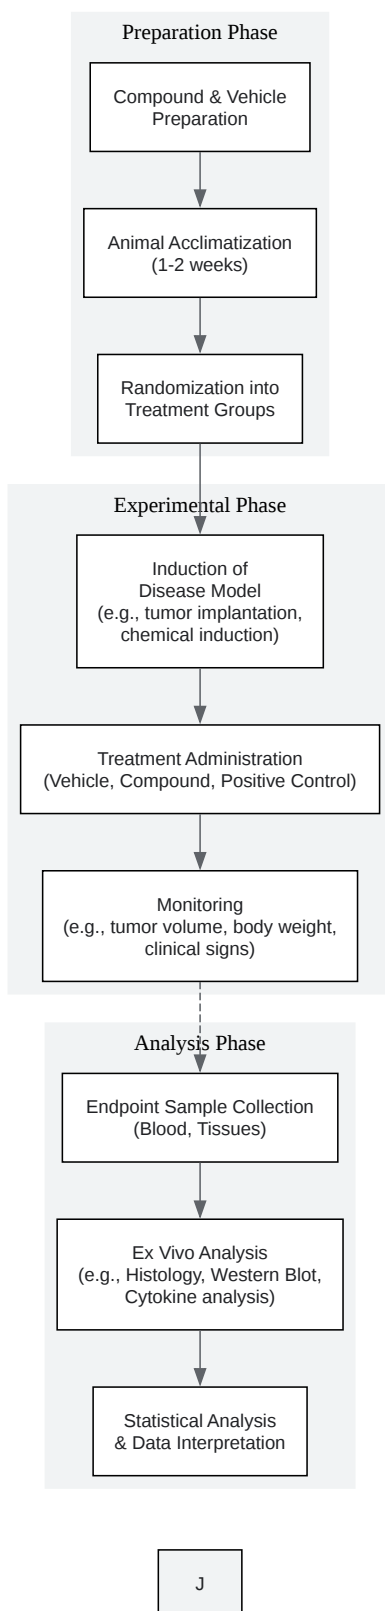 Preparation Phase
Compound & Vehicle
Preparation
Animal Acclimatization
(1-2 weeks)
Randomization into
Treatment Groups
Experimental Phase
Induction of
Disease Model
(e.g., tumor implantation,
chemical induction)
Treatment Administration
(Vehicle, Compound, Positive Control)
Monitoring
(e.g., tumor volume, body weight,
clinical signs)
Analysis Phase
Endpoint Sample Collection
(Blood, Tissues)
Ex Vivo Analysis
(e.g., Histology, Western Blot,
Cytokine analysis)
Statistical Analysis
& Data Interpretation
J